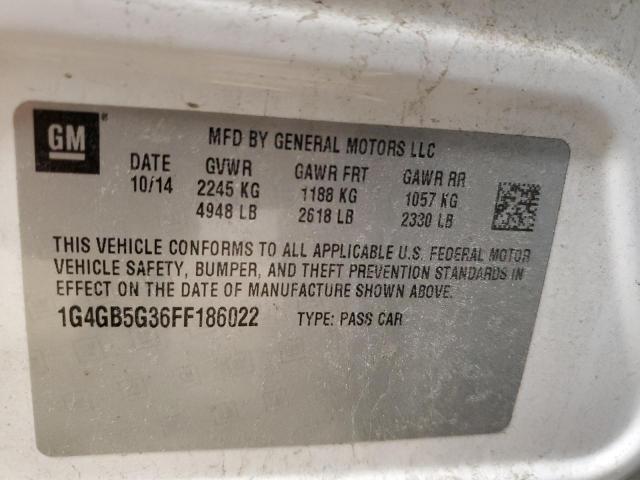 GM ®
MFD BY GENERAL MOTORS LLC
DATE GVWR GAWR FRT GAWR RR
10/14 2245 KG 1188 KG 1057 KG
4948 LB 2618 LB 2330 LB
THIS VEHICLE CONFORMS TO ALL APPLICABLE U.S. FEDERAL MOTOR
VEHICLE SAFETY, BUMPER, AND THEFT PREVENTION STANDARDS IN
EFFECT ON THE DATE OF MANUFACTURE SHOWN ABOVE.
1G4GB5G36FF186022 TYPE: PASS CAR